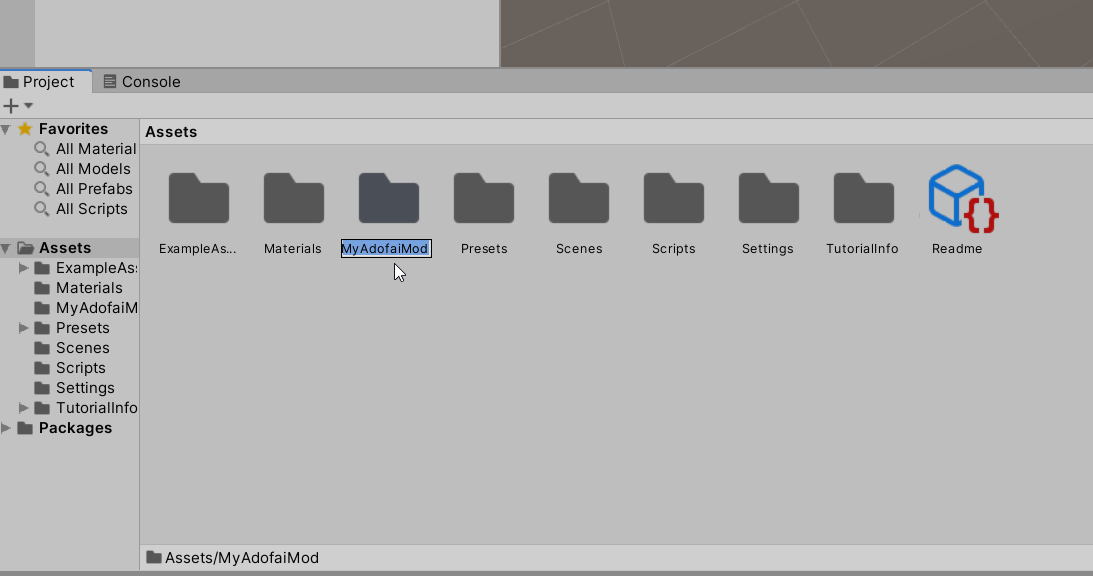 Project
Console
Favorites
All Material
All Models
All Prefabs
All Scripts
Assets
ExampleAs
Materials
MyAdofaiM
Presets
Scenes
Scripts
Settings
TutorialInfo
Packages
Assets
ExampleAs...
Materials
MyAdofaiMod
Presets
Scenes
Scripts
Settings
TutorialInfo
{}
Readme
Assets/MyAdofaiMod